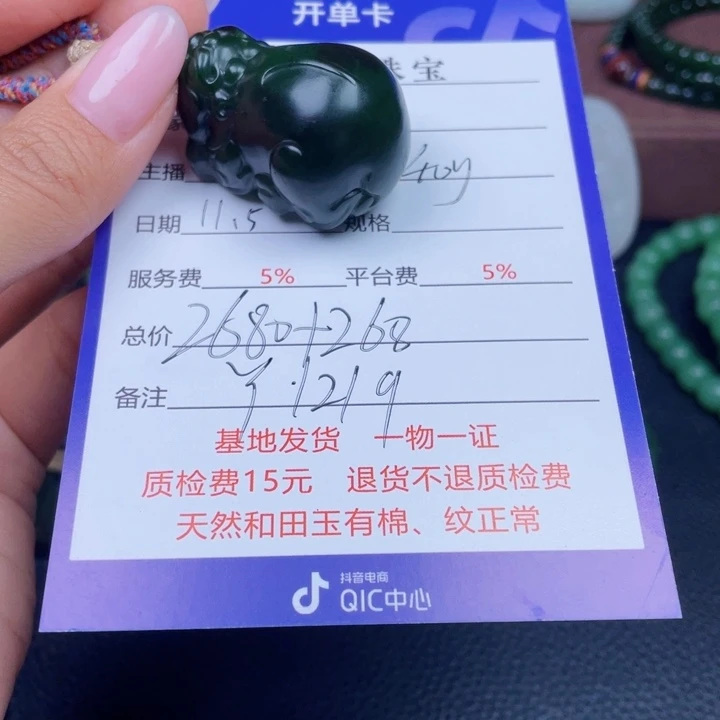 开单卡
珠宝
主播
日期 11.5 规格
服务费 5% 平台费 5%
总价 2680+268
备注 ¥.1219
基地发货 一物一证
质检费15元 退货不退质检费
天然和田玉有棉、纹正常
抖音电商
QIC中心